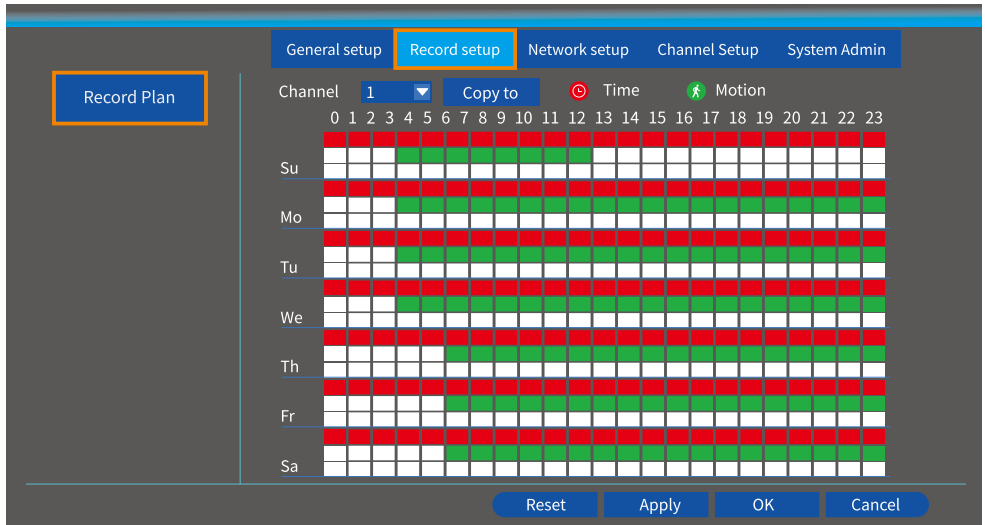 General setup Record setup Network setup Channel Setup System Admin
Record Plan
Channel 1 Copy to Time Motion
0 1 2 3 4 5 6 7 8 9 10 11 12 13 14 15 16 17 18 19 20 21 22 23
Su
Mo
Tu
We
Th
Fr
Sa
Reset Apply OK Cancel